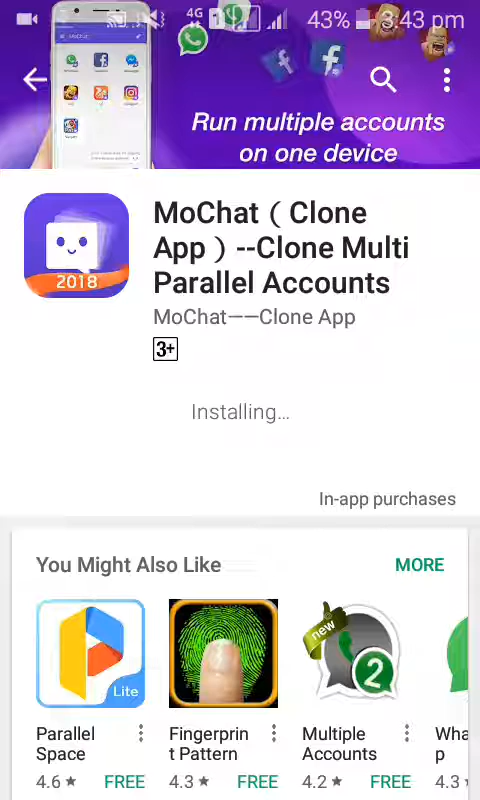 4G
43%
3:43 pm
MoChat
Run multiple accounts
on one device
2018
MoChat（Clone
App）--Clone Multi
Parallel Accounts
MoChat——Clone App
3+
Installing...
In-app purchases
You Might Also Like
MORE
Lite
new
2
Parallel
Space
Fingerprin
t Pattern
Multiple
Accounts
Wha
p
4.6★ FREE
4.3★ FREE
4.2★ FREE
4.3